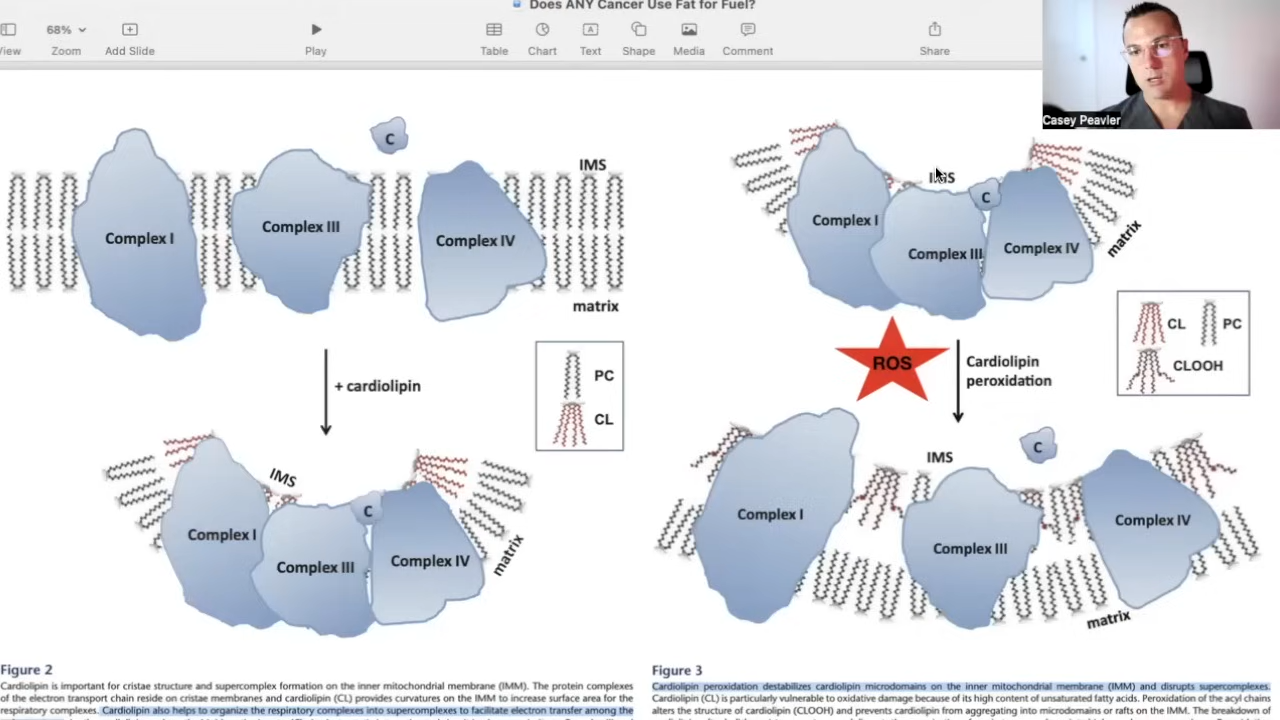 Does ANY Cancer Use Fat for Fuel?
68%
View
Zoom
Add Slide
Play
Table
Chart
Text
Shape
Media
Comment
Share
Casey Peavler
C
IMS
Complex I
Complex III
Complex IV
matrix
+ cardiolipin
PC
CL
IMS
C
Complex I
Complex III
Complex IV
matrix
Figure 2
Cardiolipin is important for cristae structure and supercomplex formation on the inner mitochondrial membrane (IMM). The protein complexes
of the electron transport chain reside on cristae membranes and cardiolipin (CL) provides curvatures on the IMM to increase surface area for the
respiratory complexes. Cardiolipin also helps to organize the respiratory complexes into supercomplexes to facilitate electron transfer among the
IMS
C
Complex I
Complex III
Complex IV
matrix
ROS
Cardiolipin
peroxidation
CL
PC
CLOOH
IMS
C
Complex I
Complex III
Complex IV
matrix
Figure 3
Cardiolipin peroxidation destabilizes cardiolipin microdomains on the inner mitochondrial membrane (IMM) and disrupts supercomplexes.
Cardiolipin (CL) is particularly vulnerable to oxidative damage because of its high content of unsaturated fatty acids. Peroxidation of the acyl chains
alters the structure of cardiolipin (CLOOH) and prevents cardiolipin from aggregating into microdomains or rafts on the IMM. The breakdown of